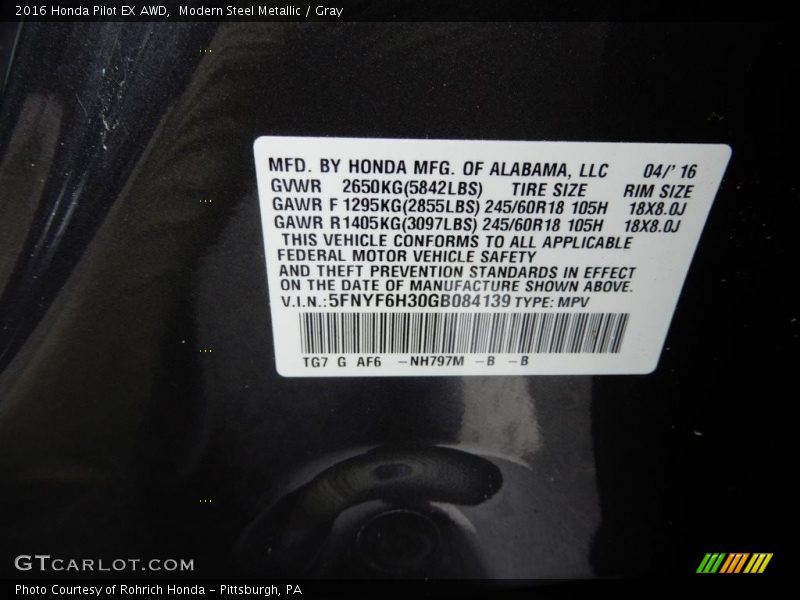 2016 Honda Pilot EX AWD,  Modern Steel Metallic / Gray
MFD. BY HONDA MFG. OF ALABAMA, LLC 04/' 16
GVWR 2650KG(5842LBS) TIRE SIZE RIM SIZE
GAWR F 1295KG(2855LBS) 245/60R18 105H 18X8.0J
GAWR R 1405KG(3097LBS) 245/60R18 105H 18X8.0J
THIS VEHICLE CONFORMS TO ALL APPLICABLE
FEDERAL MOTOR VEHICLE SAFETY
AND THEFT PREVENTION STANDARDS IN EFFECT
ON THE DATE OF MANUFACTURE SHOWN ABOVE.
V.I.N.: 5FNYF6H30GB084139 TYPE: MPV
TG7 G AF6 -NH797M -B -B
GTCARLOT.COM
Photo Courtesy of Rohrich Honda - Pittsburgh, PA